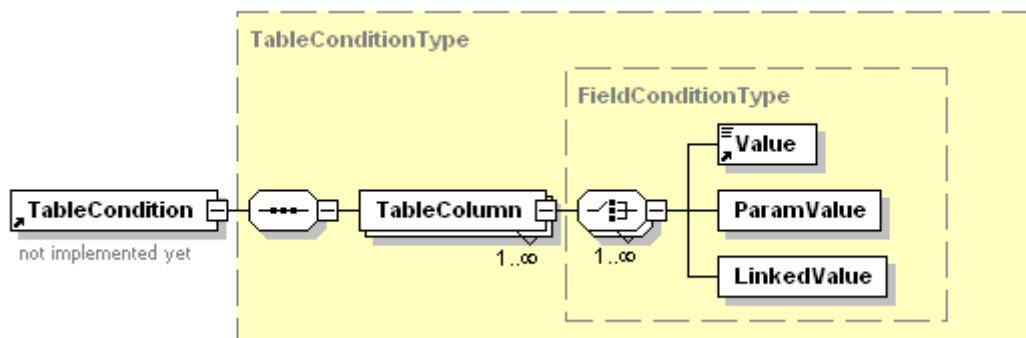 TableConditionType
FieldConditionType
Value
TableCondition
TableColumn
ParamValue
not implemented yet
1..∞
1..∞
LinkedValue